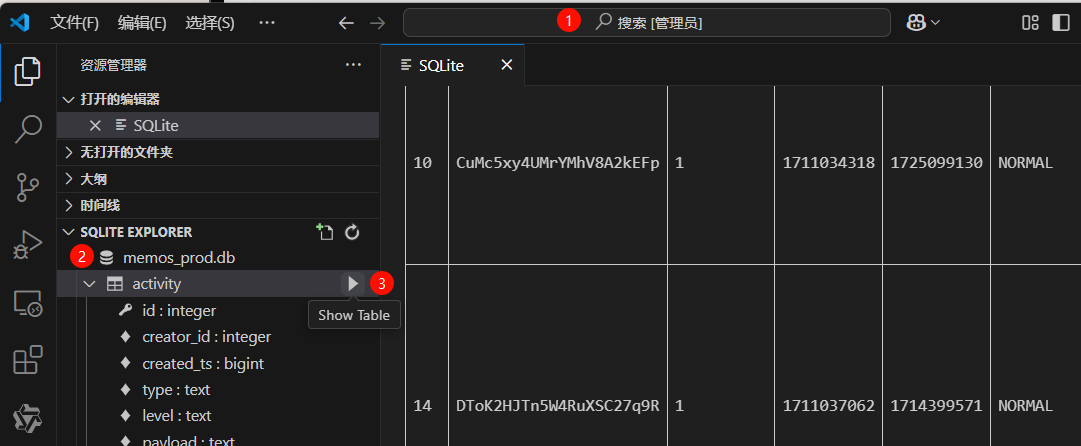 文件(F) 编辑(E) 选择(S) ··· 1 搜索 [管理员]
资源管理器 ···
打开的编辑器
SQLite
无打开的文件夹
大纲
时间线
SQLITE EXPLORER
2 memos_prod.db
activity 3
Show Table
id : integer
creator_id : integer
created_ts : bigint
type : text
level : text
payload : text
SQLite
10 CuMc5xy4UMrYMhV8A2kEFp 1 1711034318 1725099130 NORMAL
14 DToK2HJTn5W4RuXSC27q9R 1 1711037062 1714399571 NORMAL